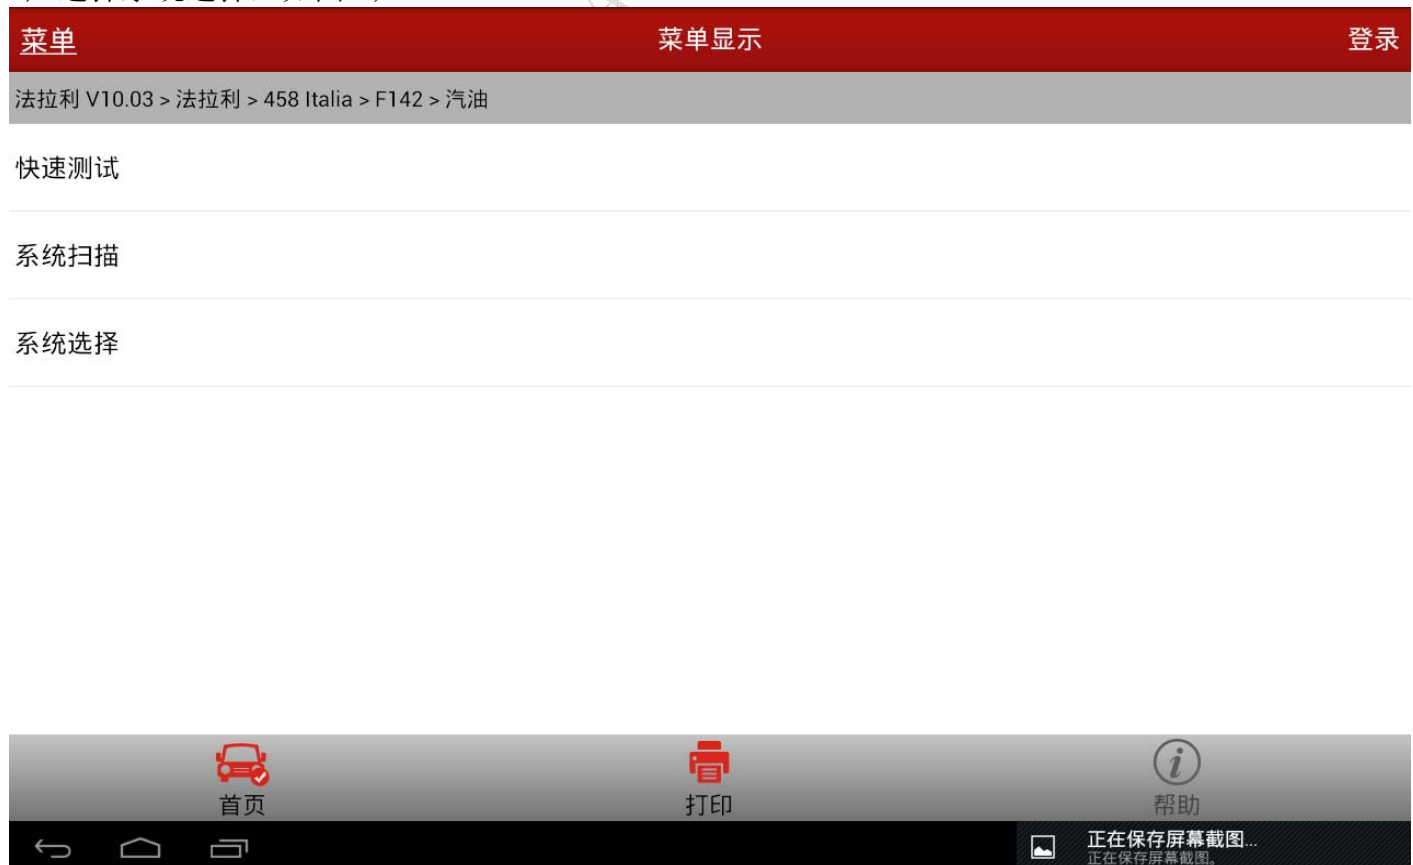 菜单
菜单显示
登录
法拉利 V10.03 > 法拉利 > 458 Italia > F142 > 汽油
快速测试
系统扫描
系统选择
首页
打印
帮助
正在保存屏幕截图...
正在保存屏幕截图。